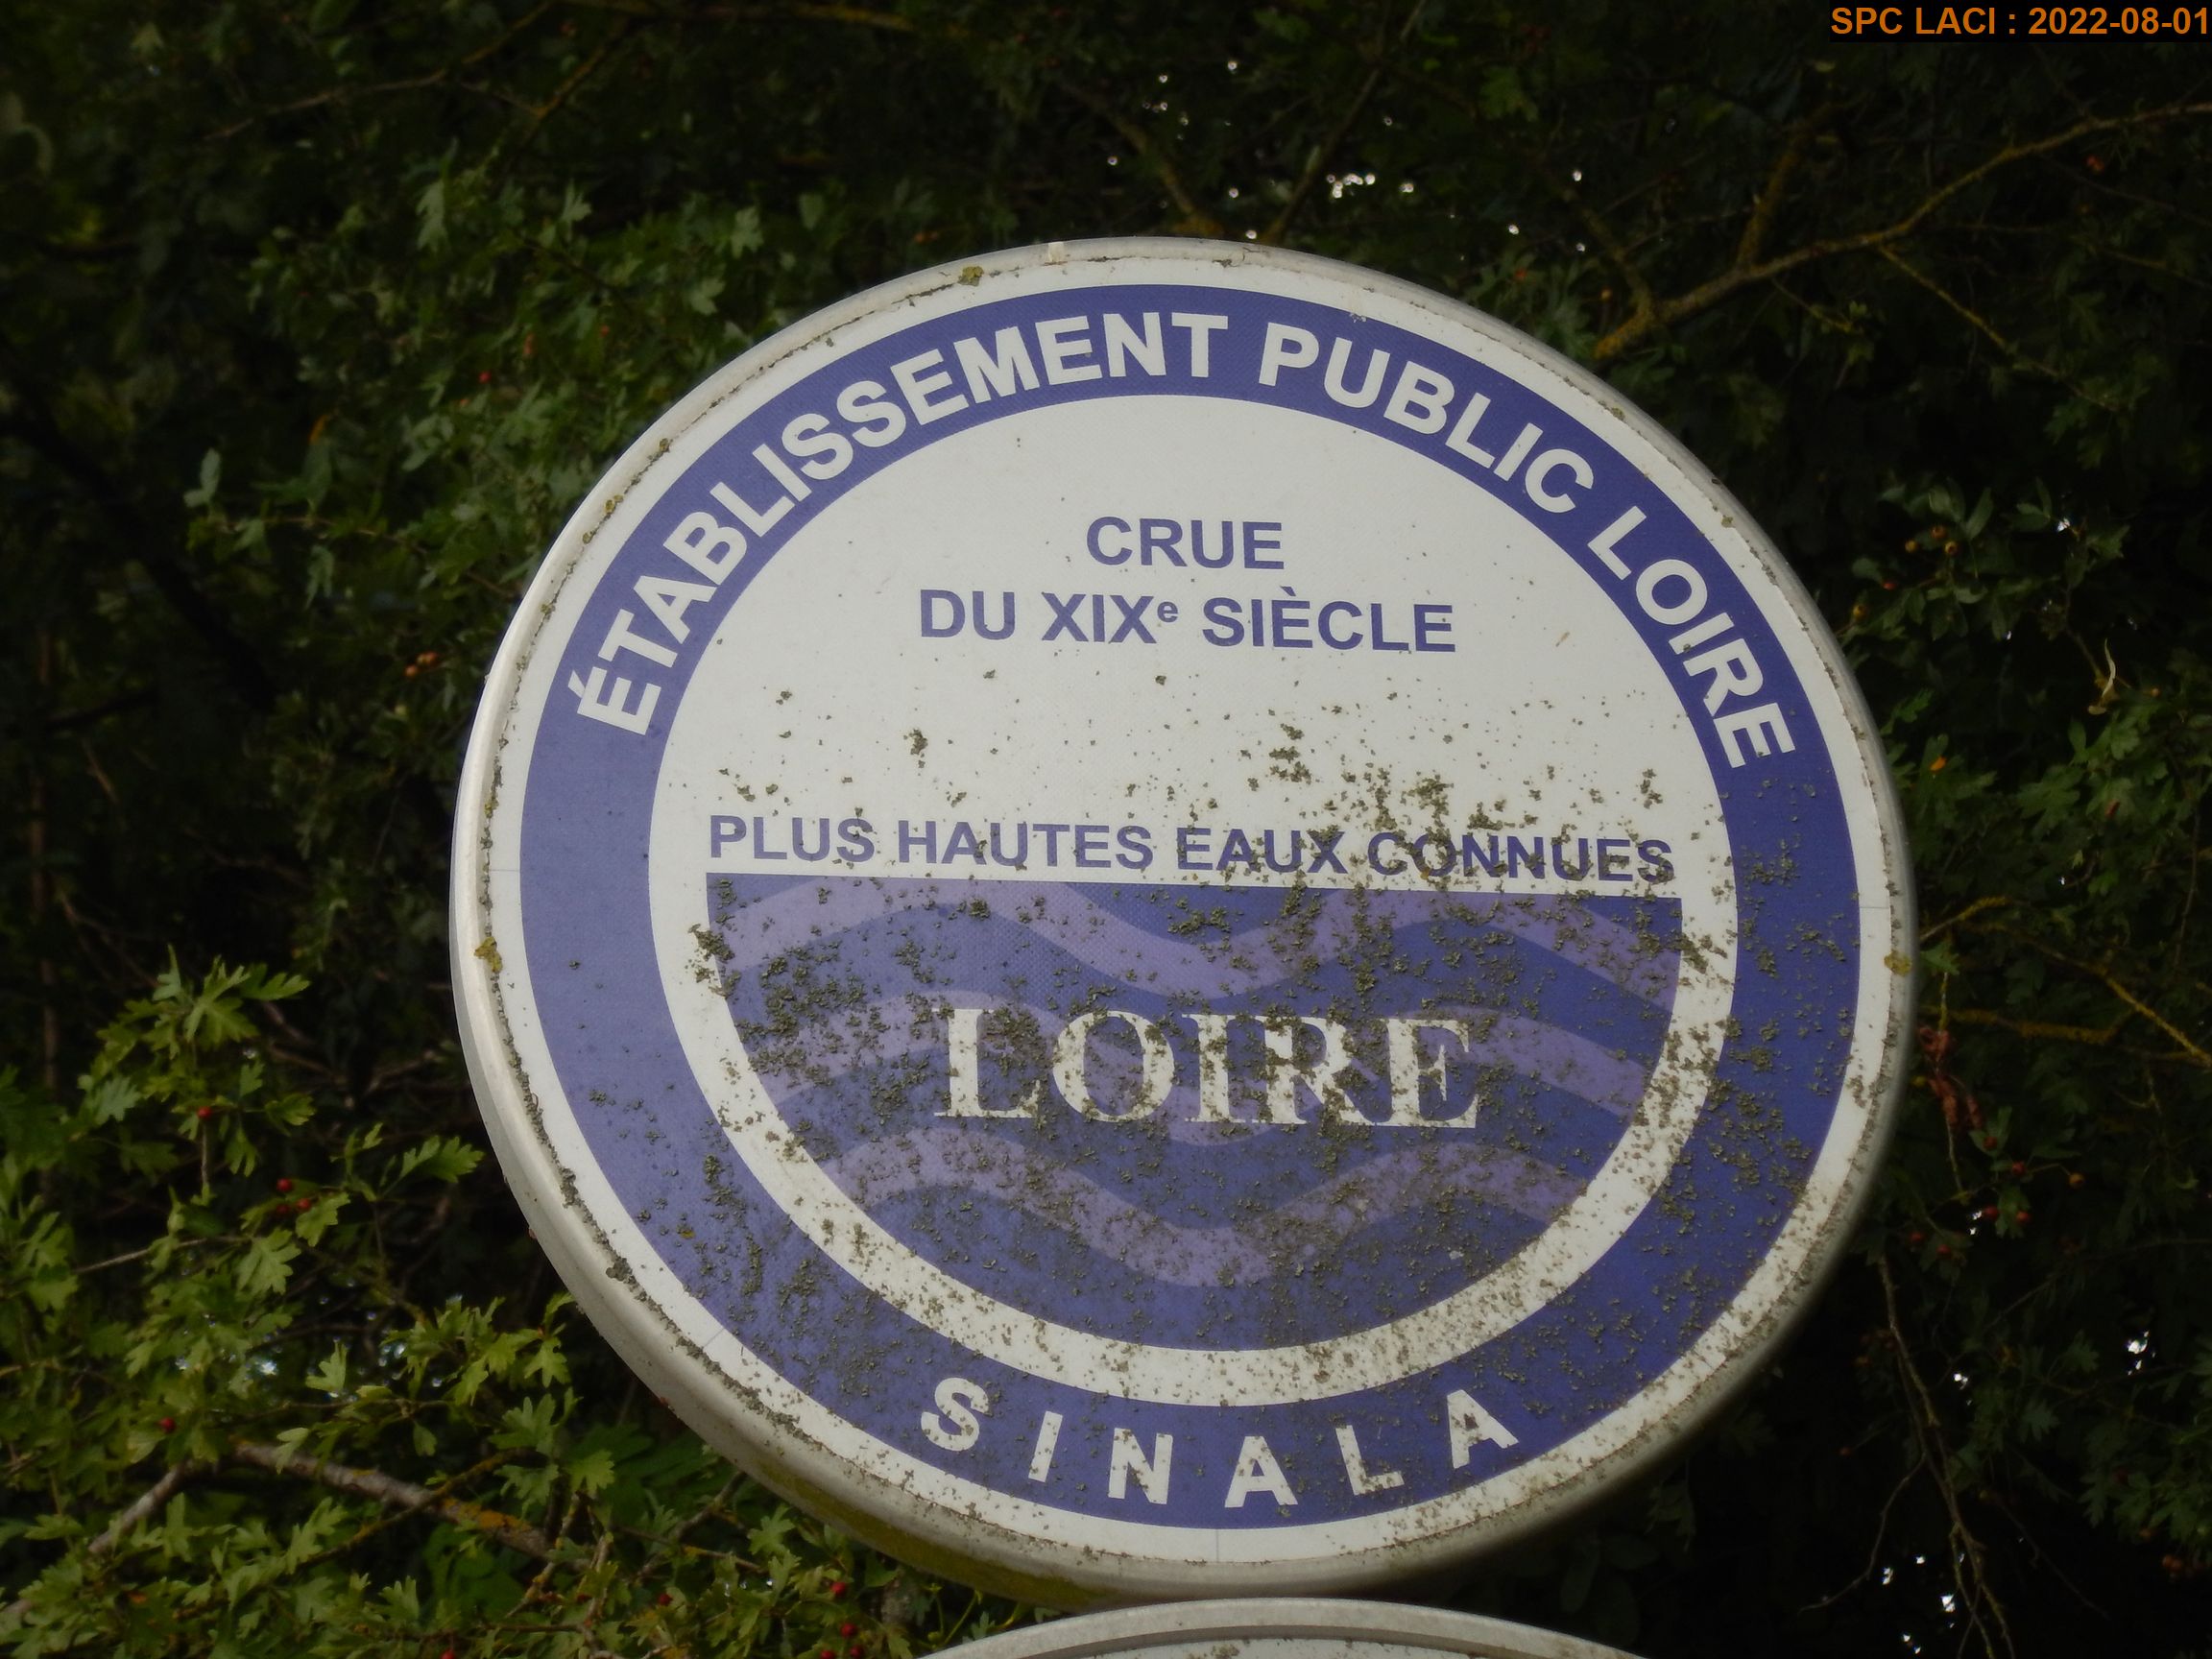 SPC LACI : 2022-08-01
ÉTABLISSEMENT PUBLIC LOIRE
CRUE
DU XIXe SIÈCLE
PLUS HAUTES EAUX CONNUES
LOIRE
SINALA